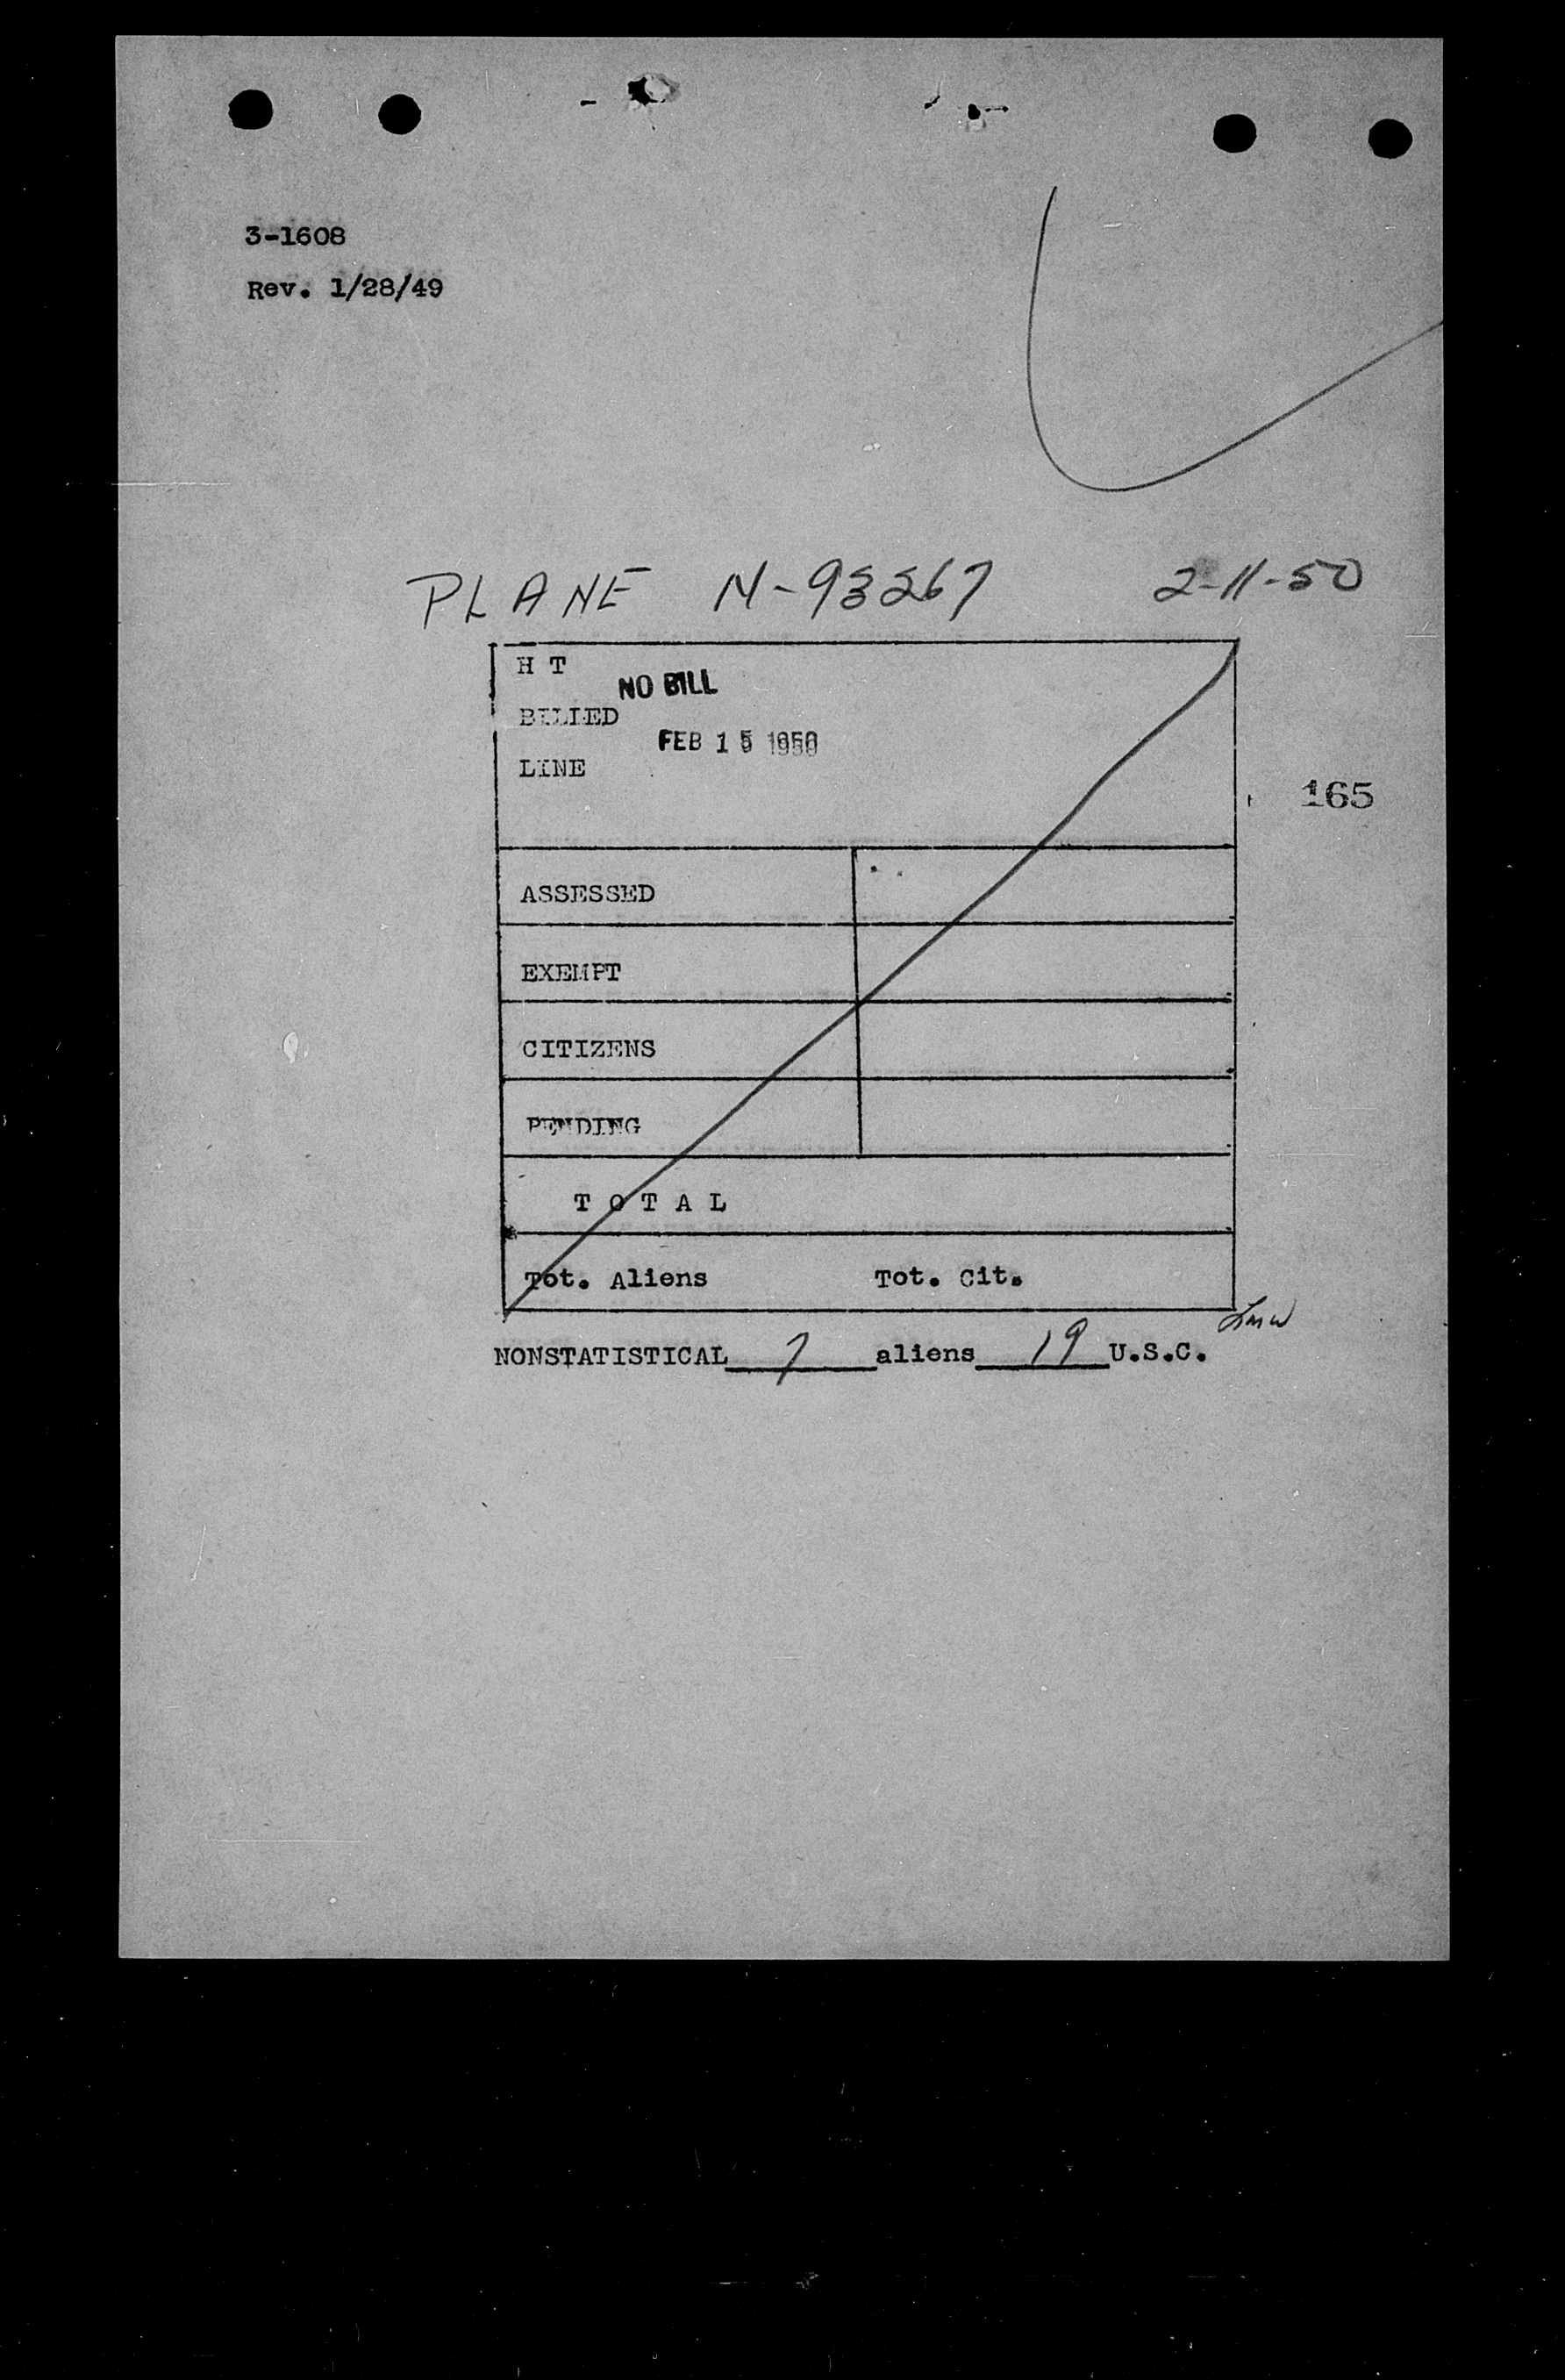 3-1608
Rev. 1/28/49
PLANE N-93267 2-11-50
H T
NO BILL
BILLED
FEB 15 1950
LINE
165
ASSESSED
EXEMPT
CITIZENS
PENDING
T O T A L
Tot. Aliens Tot. Cit.
NONSTATISTICAL 7 aliens 19 U.S.C.